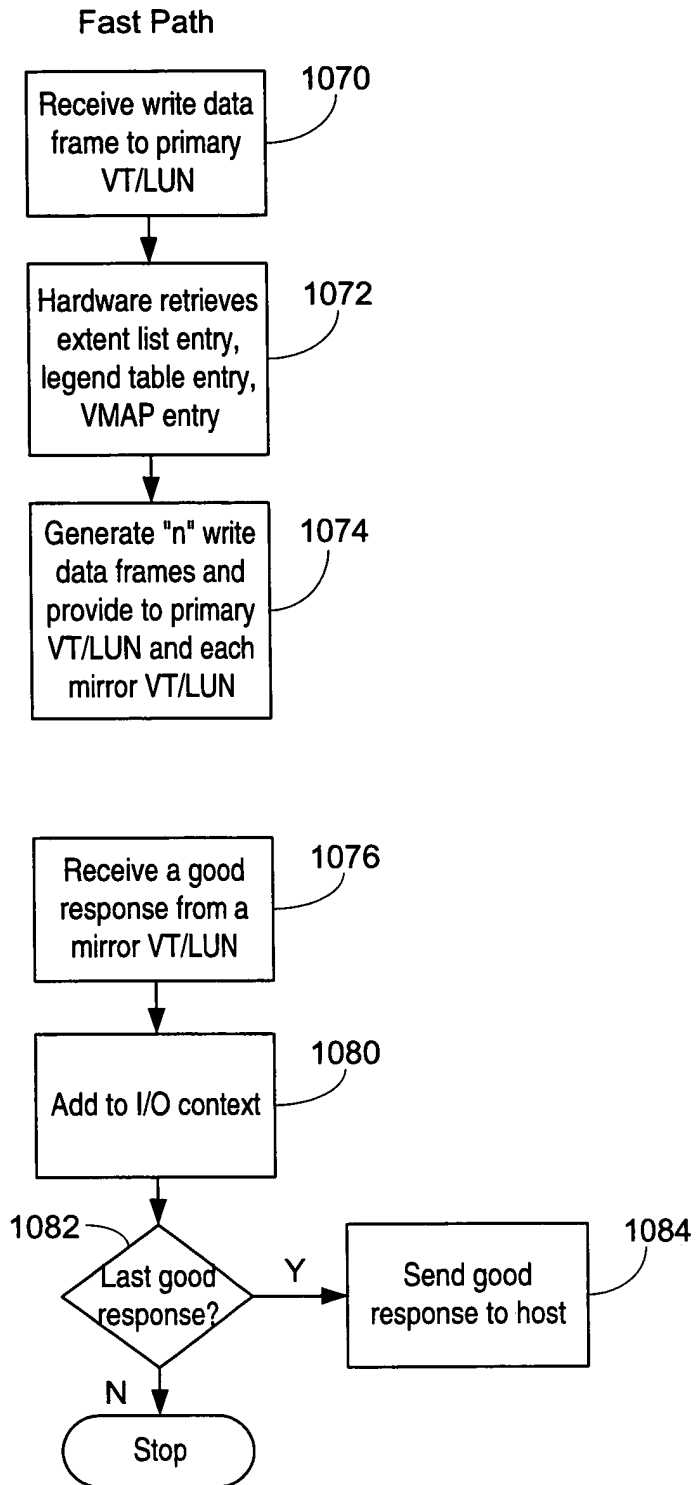 Fast Path
1070
Receive write data
frame to primary
VT/LUN
1072
Hardware retrieves
extent list entry,
legend table entry,
VMAP entry
1074
Generate "n" write
data frames and
provide to primary
VT/LUN and each
mirror VT/LUN
1076
Receive a good
response from a
mirror VT/LUN
1080
Add to I/O context
1082
Last good
response?
Y
1084
Send good
response to host
N
Stop